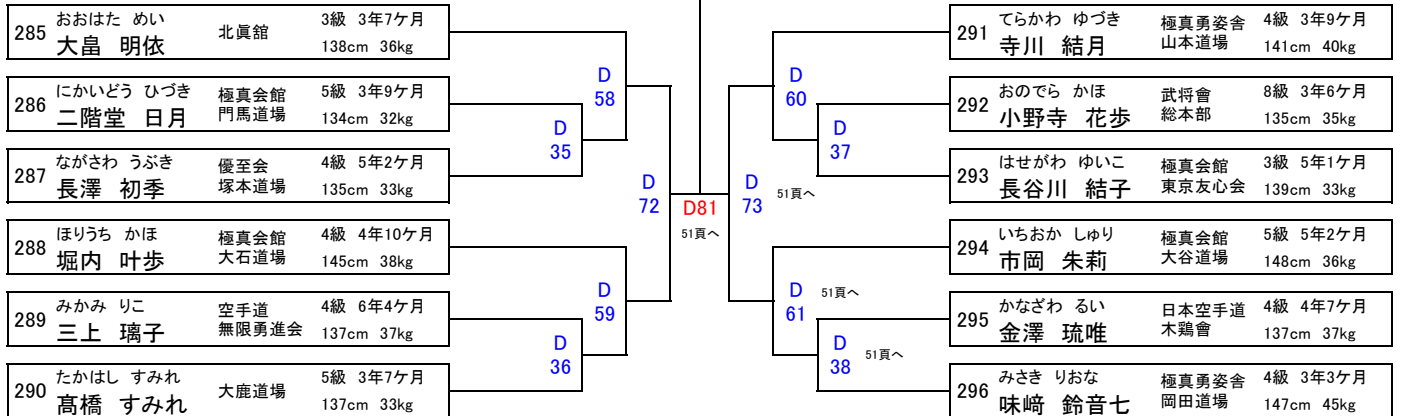 285 おおはた めい 北眞舘 3級 3年7ケ月
大畠 明依 138cm 36kg
286 にかいどう ひづき 極真会館 5級 3年9ケ月
二階堂 日月 門馬道場 134cm 32kg
287 ながさわ うぶき 優至会 4級 5年2ケ月
長澤 初季 塚本道場 135cm 33kg
288 ほりうち かほ 極真会館 4級 4年10ケ月
堀内 叶歩 大石道場 145cm 38kg
289 みかみ りこ 空手道 4級 6年4ケ月
三上 璃子 無限勇進会 137cm 37kg
290 たかはし すみれ 大鹿道場 5級 3年7ケ月
髙橋 すみれ 137cm 33kg
D
58
D
35
D
72
D
59
D
36
D81
51頁へ
D
60
D
37
D
73 51頁へ
D 51頁へ
61
D 51頁へ
38
291 てらかわ ゆづき 極真勇姿舎 4級 3年9ケ月
寺川 結月 山本道場 141cm 40kg
292 おのでら かほ 武将會 8級 3年6ケ月
小野寺 花歩 総本部 135cm 35kg
293 はせがわ ゆいこ 極真会館 3級 5年1ケ月
長谷川 結子 東京友心会 139cm 33kg
294 いちおか しゅり 極真会館 5級 5年2ケ月
市岡 朱莉 大谷道場 148cm 36kg
295 かなざわ るい 日本空手道 4級 4年7ケ月
金澤 琉唯 木鶏會 137cm 37kg
296 みさき りおな 極真勇姿舎 4級 3年3ケ月
味﨑 鈴音七 岡田道場 147cm 45kg